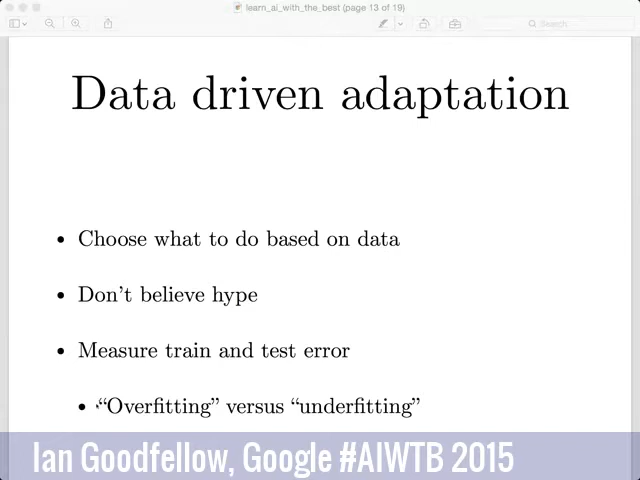 learn_ai_with_the_best (page 13 of 19)
Search
Data driven adaptation
• Choose what to do based on data
• Don't believe hype
• Measure train and test error
• “Overfitting” versus “underfitting”
Ian Goodfellow, Google #AIWTB 2015